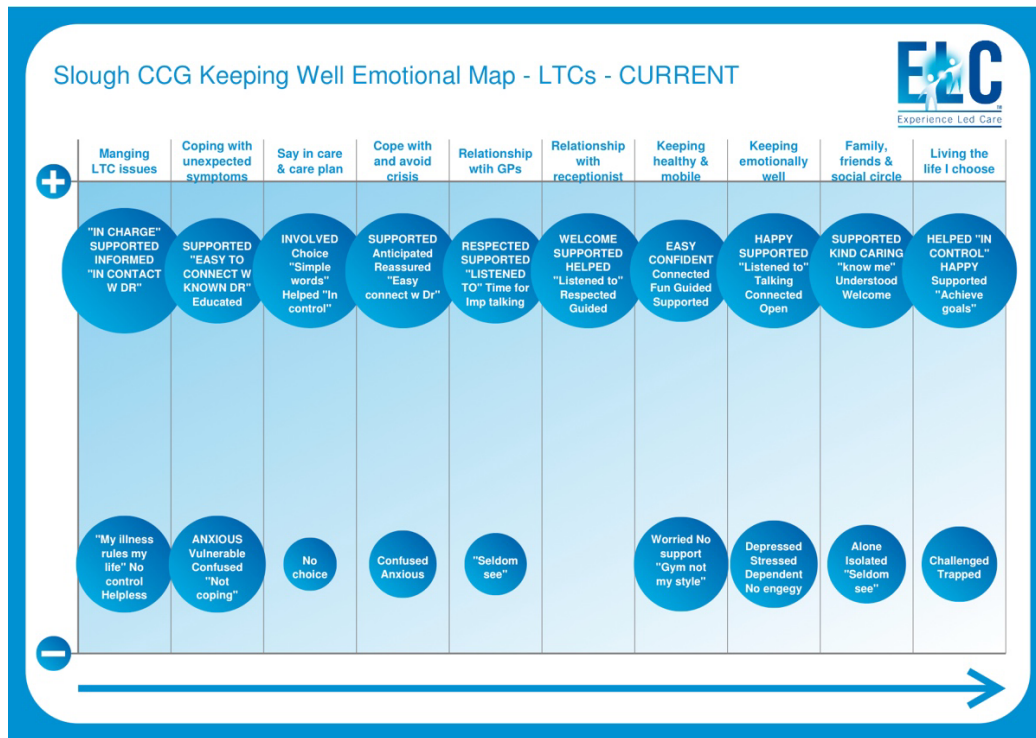 Slough CCG Keeping Well Emotional Map - LTCs - CURRENT
ELC
TM
Experience Led Care
Manging
LTC issues
Coping with
unexpected
symptoms
Say in care
& care plan
Cope with
and avoid
crisis
Relationship
wtih GPs
Relationship
with
receptionist
Keeping
healthy &
mobile
Keeping
emotionally
well
Family,
friends &
social circle
Living the
life I choose
"IN CHARGE"
SUPPORTED
INFORMED
"IN CONTACT
W DR"
SUPPORTED
"EASY TO
CONNECT W
KNOWN DR"
Educated
INVOLVED
Choice
"Simple
words"
Helped "In
control"
SUPPORTED
Anticipated
Reassured
"Easy
connect w Dr"
RESPECTED
SUPPORTED
"LISTENED
TO" Time for
Imp talking
WELCOME
SUPPORTED
HELPED
"Listened to"
Respected
Guided
EASY
CONFIDENT
Connected
Fun Guided
Supported
HAPPY
SUPPORTED
"Listened to"
Talking
Connected
Open
SUPPORTED
KIND CARING
"know me"
Understood
Welcome
HELPED "IN
CONTROL"
HAPPY
Supported
"Achieve
goals"
"My illness
rules my
life" No
control
Helpless
ANXIOUS
Vulnerable
Confused
"Not
coping"
No
choice
Confused
Anxious
"Seldom
see"
Worried No
support
"Gym not
my style"
Depressed
Stressed
Dependent
No engegy
Alone
Isolated
"Seldom
see"
Challenged
Trapped